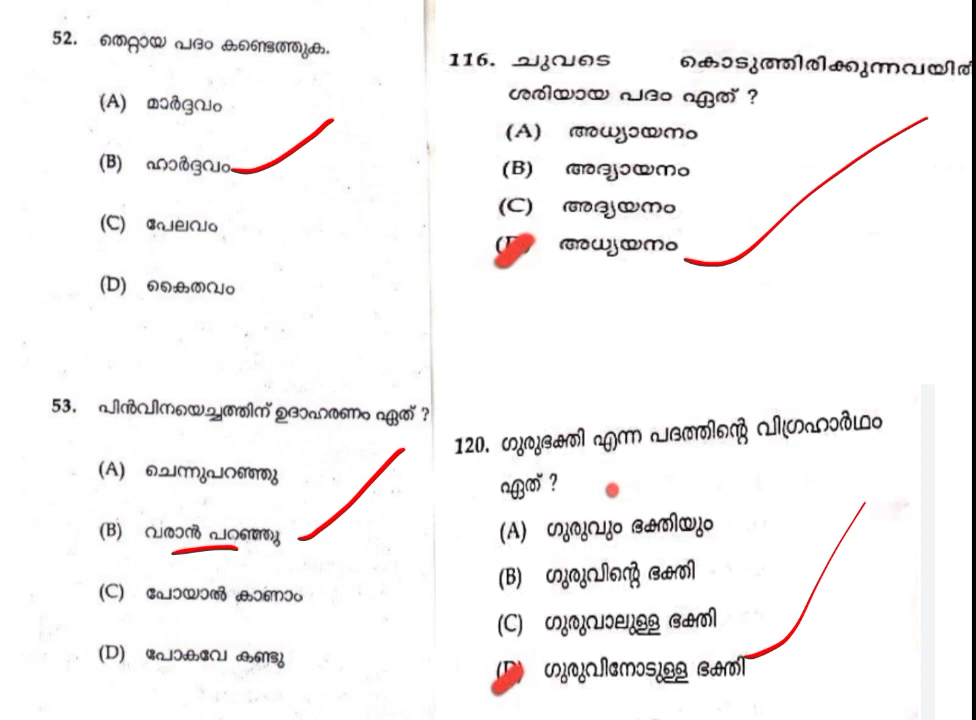 52. തെറ്റായ പദം കണ്ടെത്തുക.
(A) മാർദ്ദവം
(B) ഹാർദ്ദവം
(C) പേലവം
(D) കൈതവം
53. പിൻവിനയെച്ചത്തിന് ഉദാഹരണം ഏത് ?
(A) ചെന്നുപറഞ്ഞു
(B) വരാൻ പറഞ്ഞു
(C) പോയാൽ കാണാം
(D) പോകവേ കണ്ടു
116. ചുവടെ കൊടുത്തിരിക്കുന്നവയിൽ
ശരിയായ പദം ഏത് ?
(A) അധ്യായനം
(B) അദ്യായനം
(C) അദ്യയനം
(D) അധ്യയനം
120. ഗുരുഭക്തി എന്ന പദത്തിന്റെ വിഗ്രഹാർഥം
ഏത് ?
(A) ഗുരുവും ഭക്തിയും
(B) ഗുരുവിന്റെ ഭക്തി
(C) ഗുരുവാലുള്ള ഭക്തി
(D) ഗുരുവിനോടുള്ള ഭക്തി